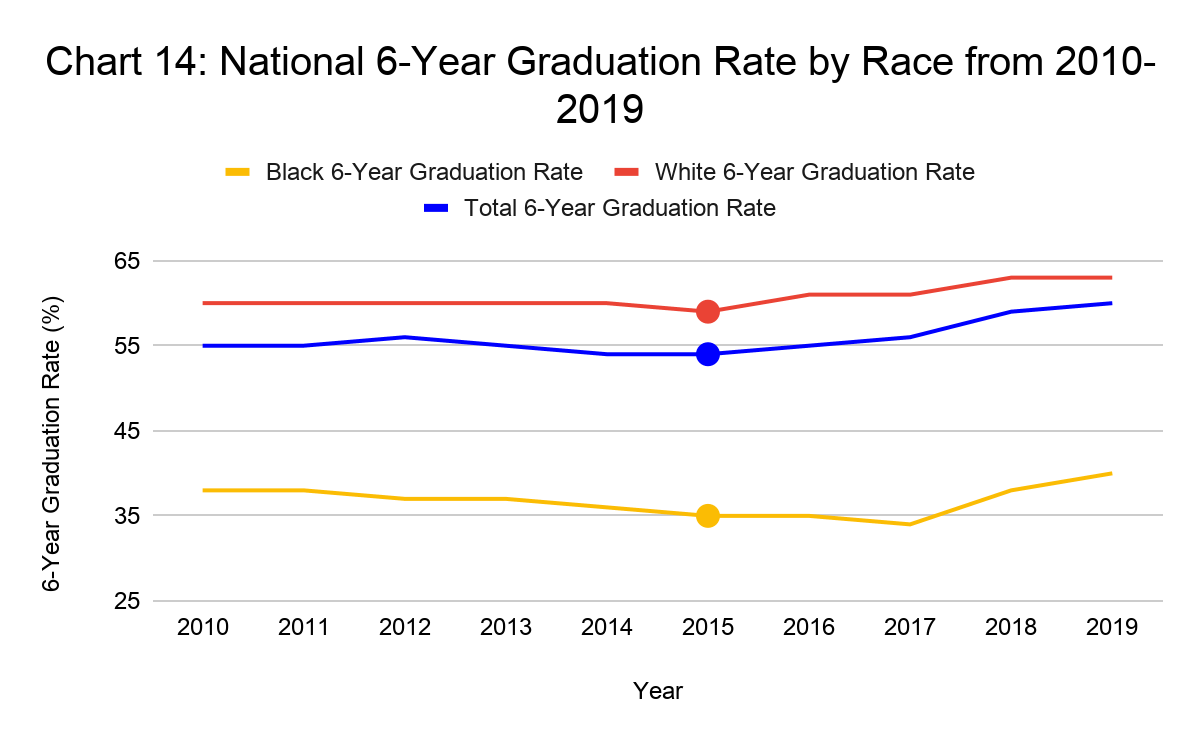 Chart 14: National 6-Year Graduation Rate by Race from 2010-
2019
Black 6-Year Graduation Rate White 6-Year Graduation Rate
Total 6-Year Graduation Rate
6-Year Graduation Rate (%)
65
55
45
35
25
2010 2011 2012 2013 2014 2015 2016 2017 2018 2019
Year